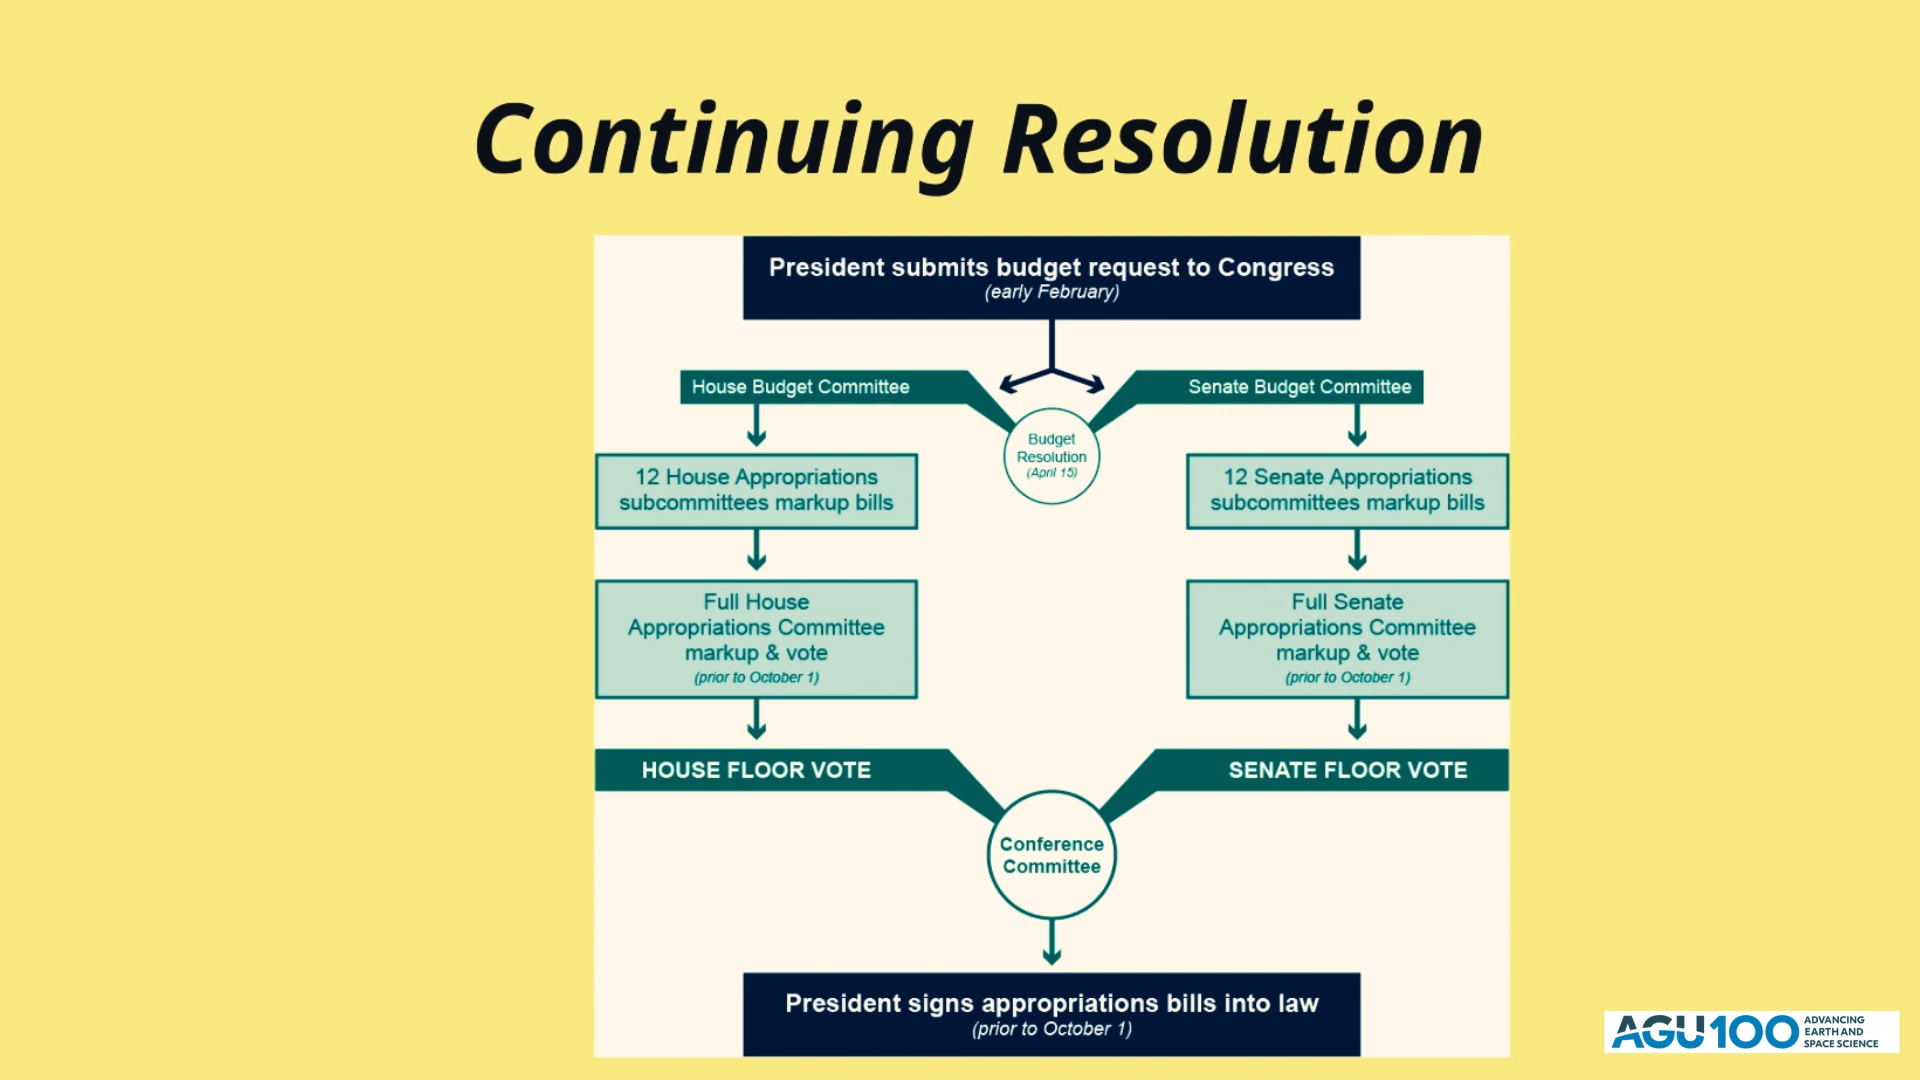 Continuing Resolution
President submits budget request to Congress
(early February)
House Budget Committee
Senate Budget Committee
Budget
Resolution
(April 15)
12 House Appropriations
subcommittees markup bills
12 Senate Appropriations
subcommittees markup bills
Full House
Appropriations Committee
markup & vote
(prior to October 1)
Full Senate
Appropriations Committee
markup & vote
(prior to October 1)
HOUSE FLOOR VOTE
SENATE FLOOR VOTE
Conference
Committee
President signs appropriations bills into law
(prior to October 1)
AGU100
ADVANCING
EARTH AND
SPACE SCIENCE